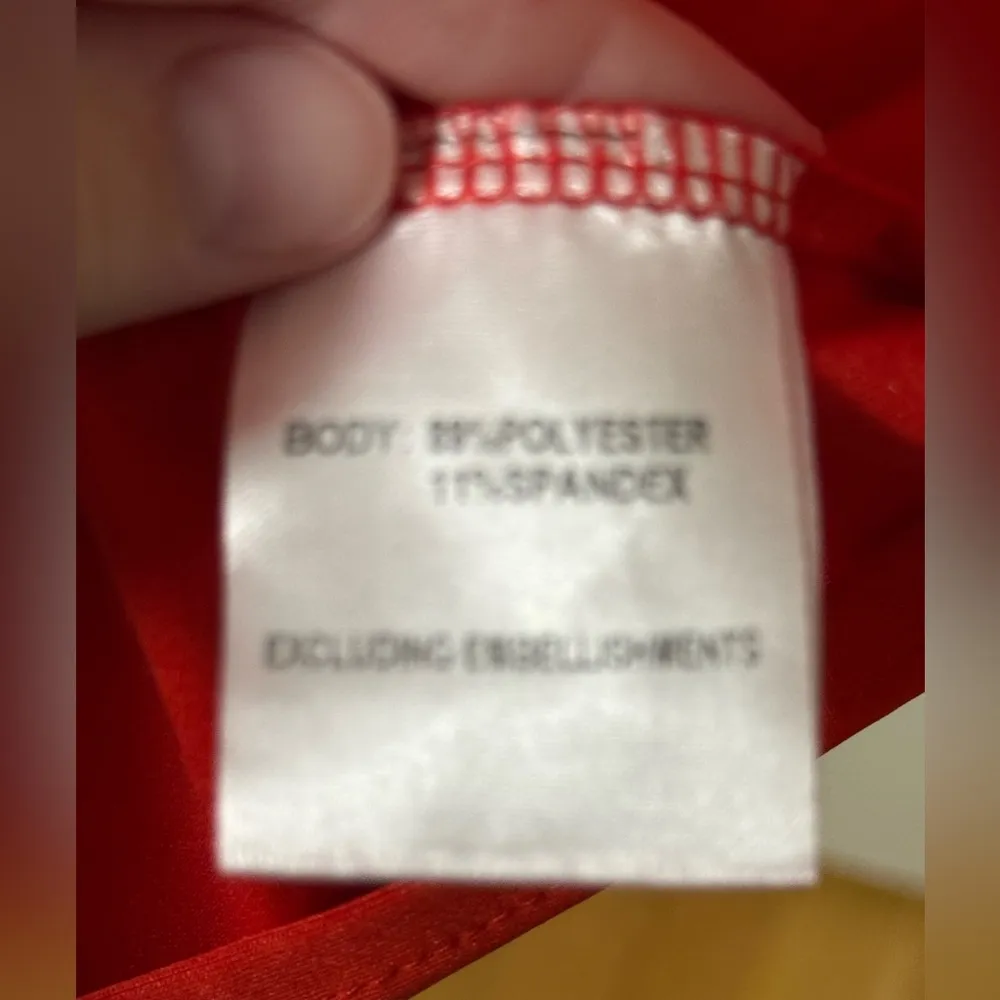 BODY: 89%POLYESTER
11%SPANDEX
EXCLUDING EMBELLISHMENTS